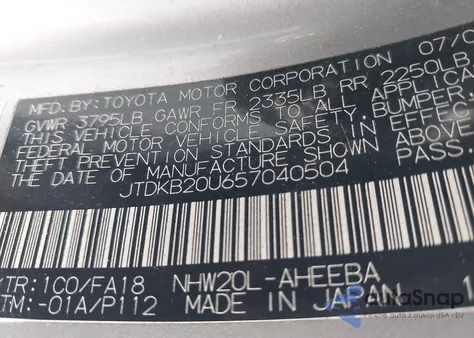 MFD.BY:TOYOTA MOTOR CORPORATION 07/0
GVWR 3795LB GAWR FR 2335LB RR 2250LB
THIS VEHICLE CONFORMS TO ALL APPLICA
FEDERAL MOTOR VEHICLE SAFETY, BUMPER,
THEFT PREVENTION STANDARDS IN EFFEC
THE DATE OF MANUFACTURE SHOWN ABOVE
JTDKB20U657040504 PASS.
TR:1C0/FA18 NHW20L-AHEEBA
TM:-01A/P112 MADE IN JAPAN
autaSnap